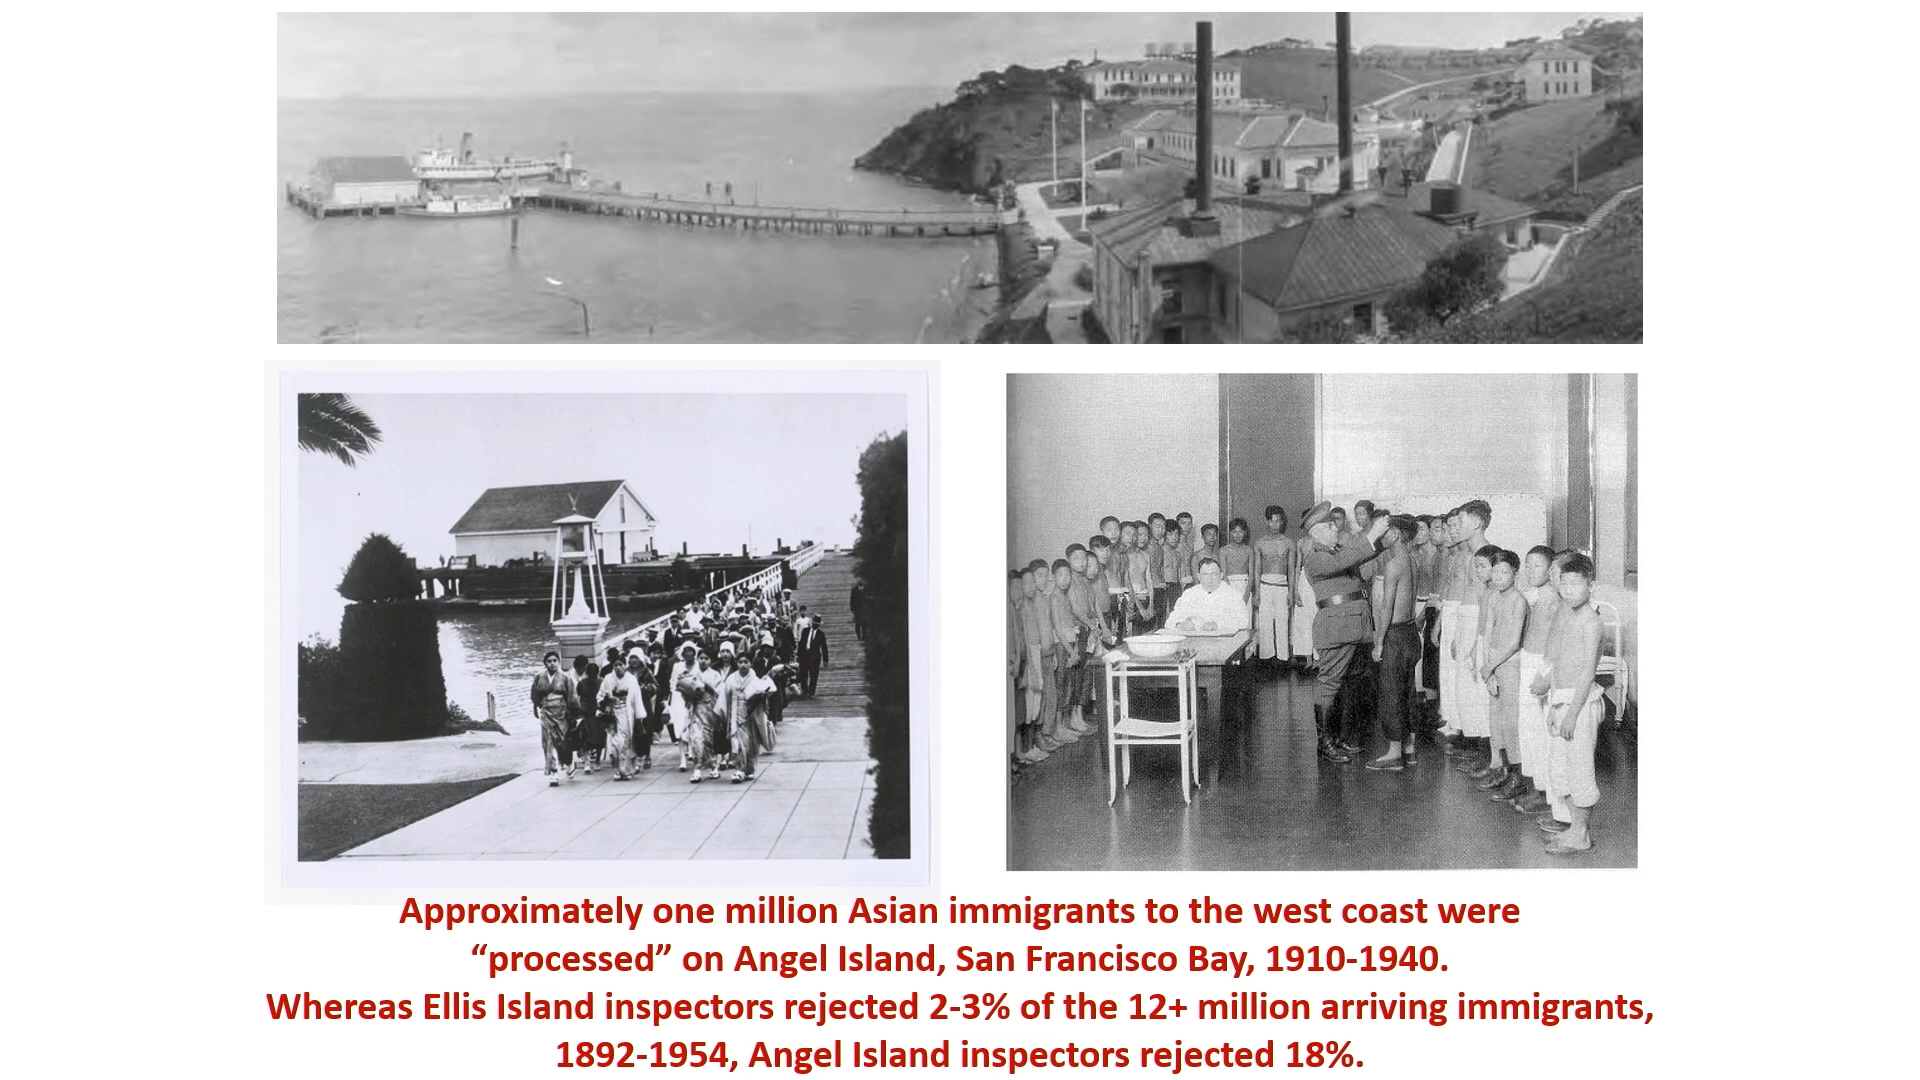 Approximately one million Asian immigrants to the west coast were
“processed” on Angel Island, San Francisco Bay, 1910-1940.
Whereas Ellis Island inspectors rejected 2-3% of the 12+ million arriving immigrants,
1892-1954, Angel Island inspectors rejected 18%.